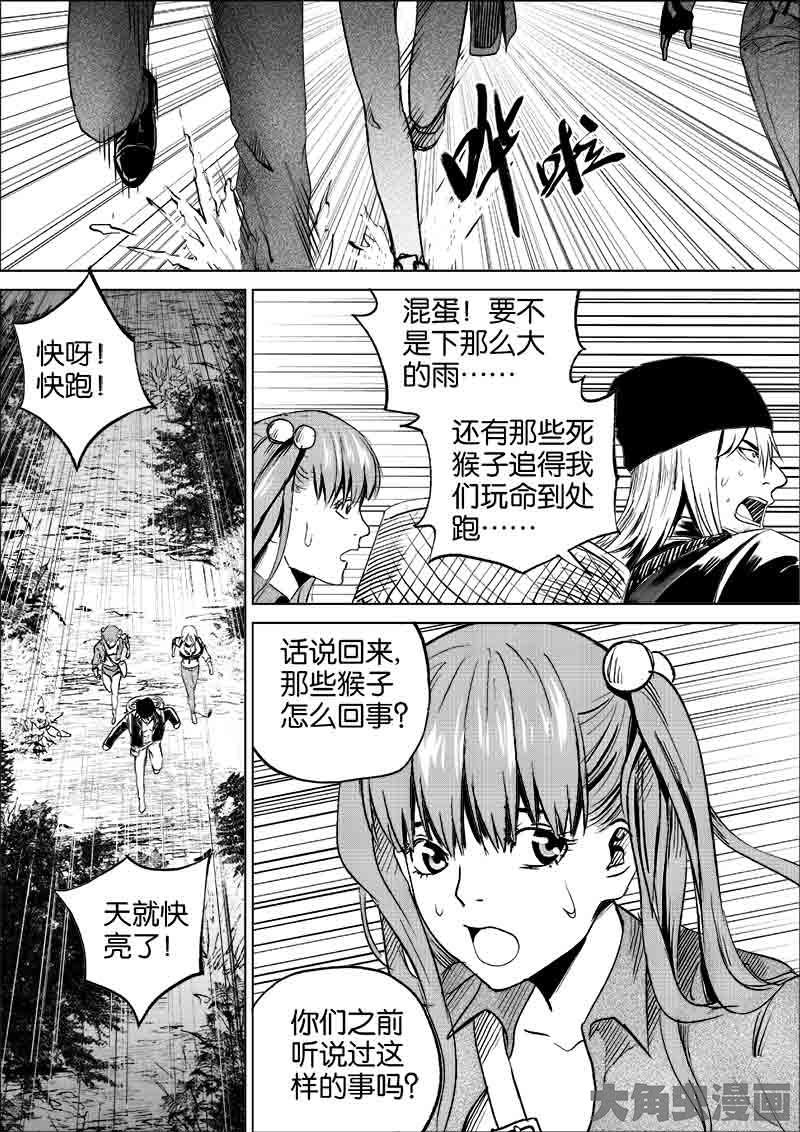 哗啦
快呀！
快跑！
天就快
亮了！
混蛋！要不
是下那么大
的雨……
还有那些死
猴子追得我
们玩命到处
跑……
话说回来，
那些猴子
怎么回事？
你们之前
听说过这
样的事吗？
大角虫漫画